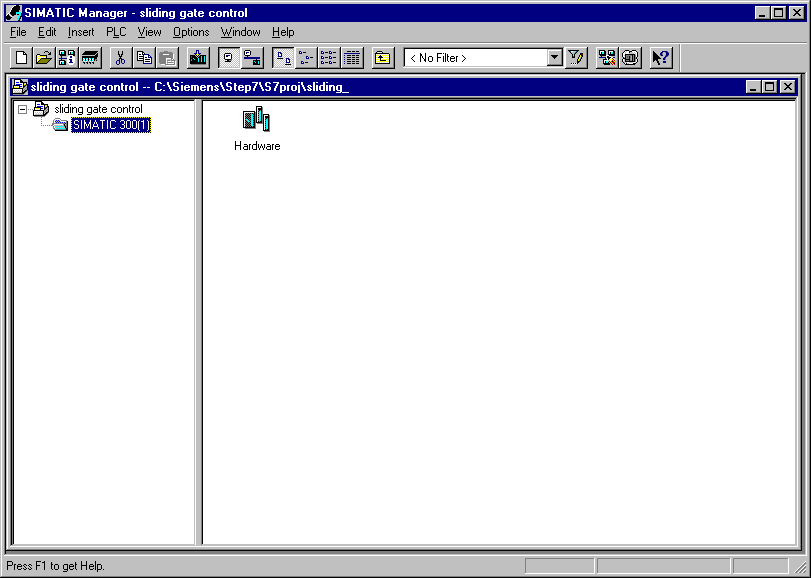 SIMATIC Manager - sliding gate control
File Edit Insert PLC View Options Window Help
< No Filter >
sliding gate control -- C:\Siemens\Step7\S7proj\sliding_
sliding gate control
SIMATIC 300(1)
Hardware
Press F1 to get Help.